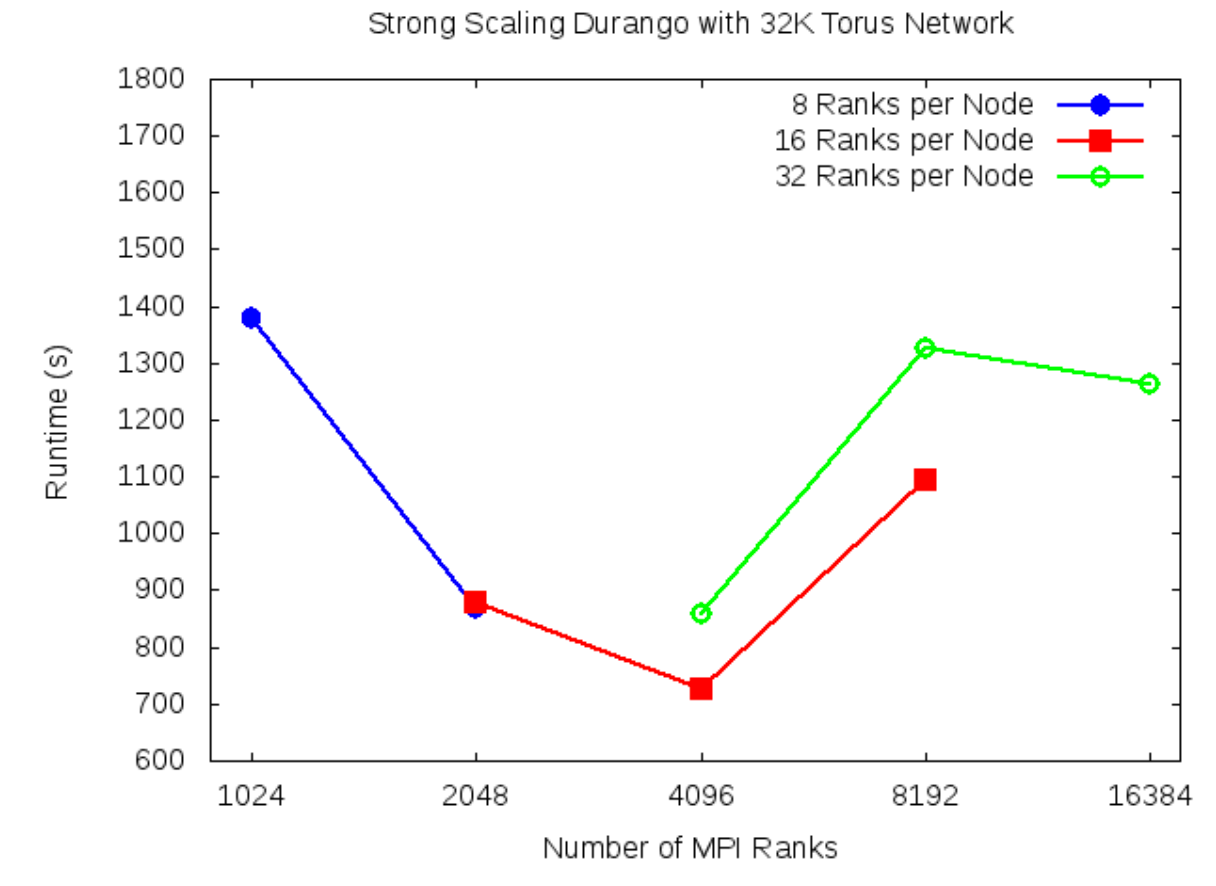 Strong Scaling Durango with 32K Torus Network
8 Ranks per Node
16 Ranks per Node
32 Ranks per Node
1800
1700
1600
1500
1400
1300
1200
1100
1000
900
800
700
600
Runtime (s)
1024 2048 4096 8192 16384
Number of MPI Ranks